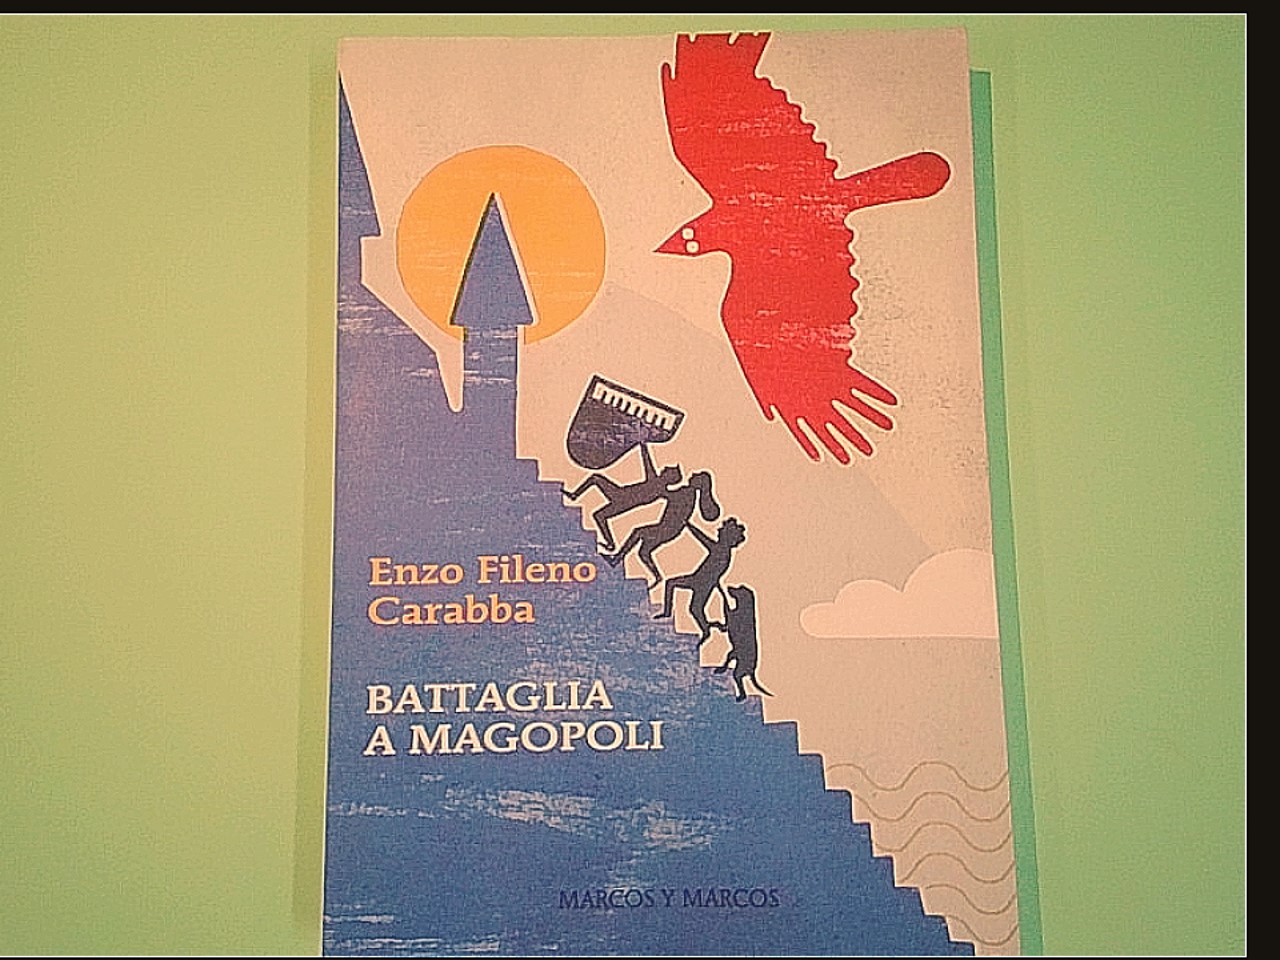 Enzo Fileno
Carabba
BATTAGLIA
A MAGOPOLI
MARCOS Y MARCOS